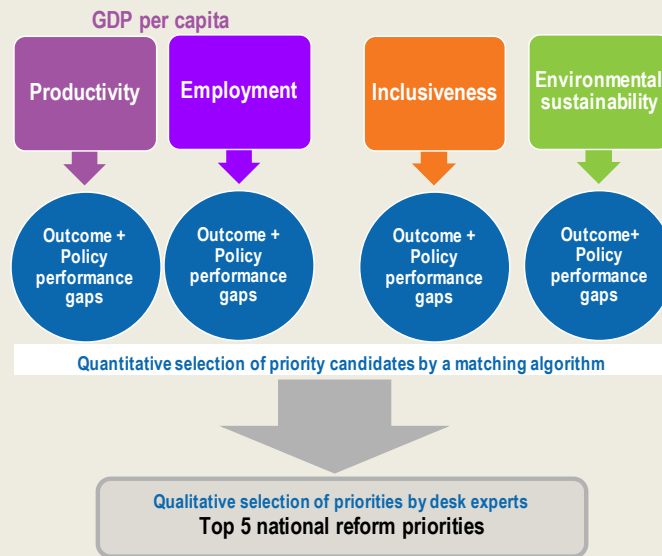 GDP per capita
Productivity
Employment
Inclusiveness
Environmental
sustainability
Outcome +
Policy
performance
gaps
Outcome +
Policy
performance
gaps
Outcome +
Policy
performance
gaps
Outcome+
Policy
performance
gaps
Quantitative selection of priority candidates by a matching algorithm
Qualitative selection of priorities by desk experts
Top 5 national reform priorities